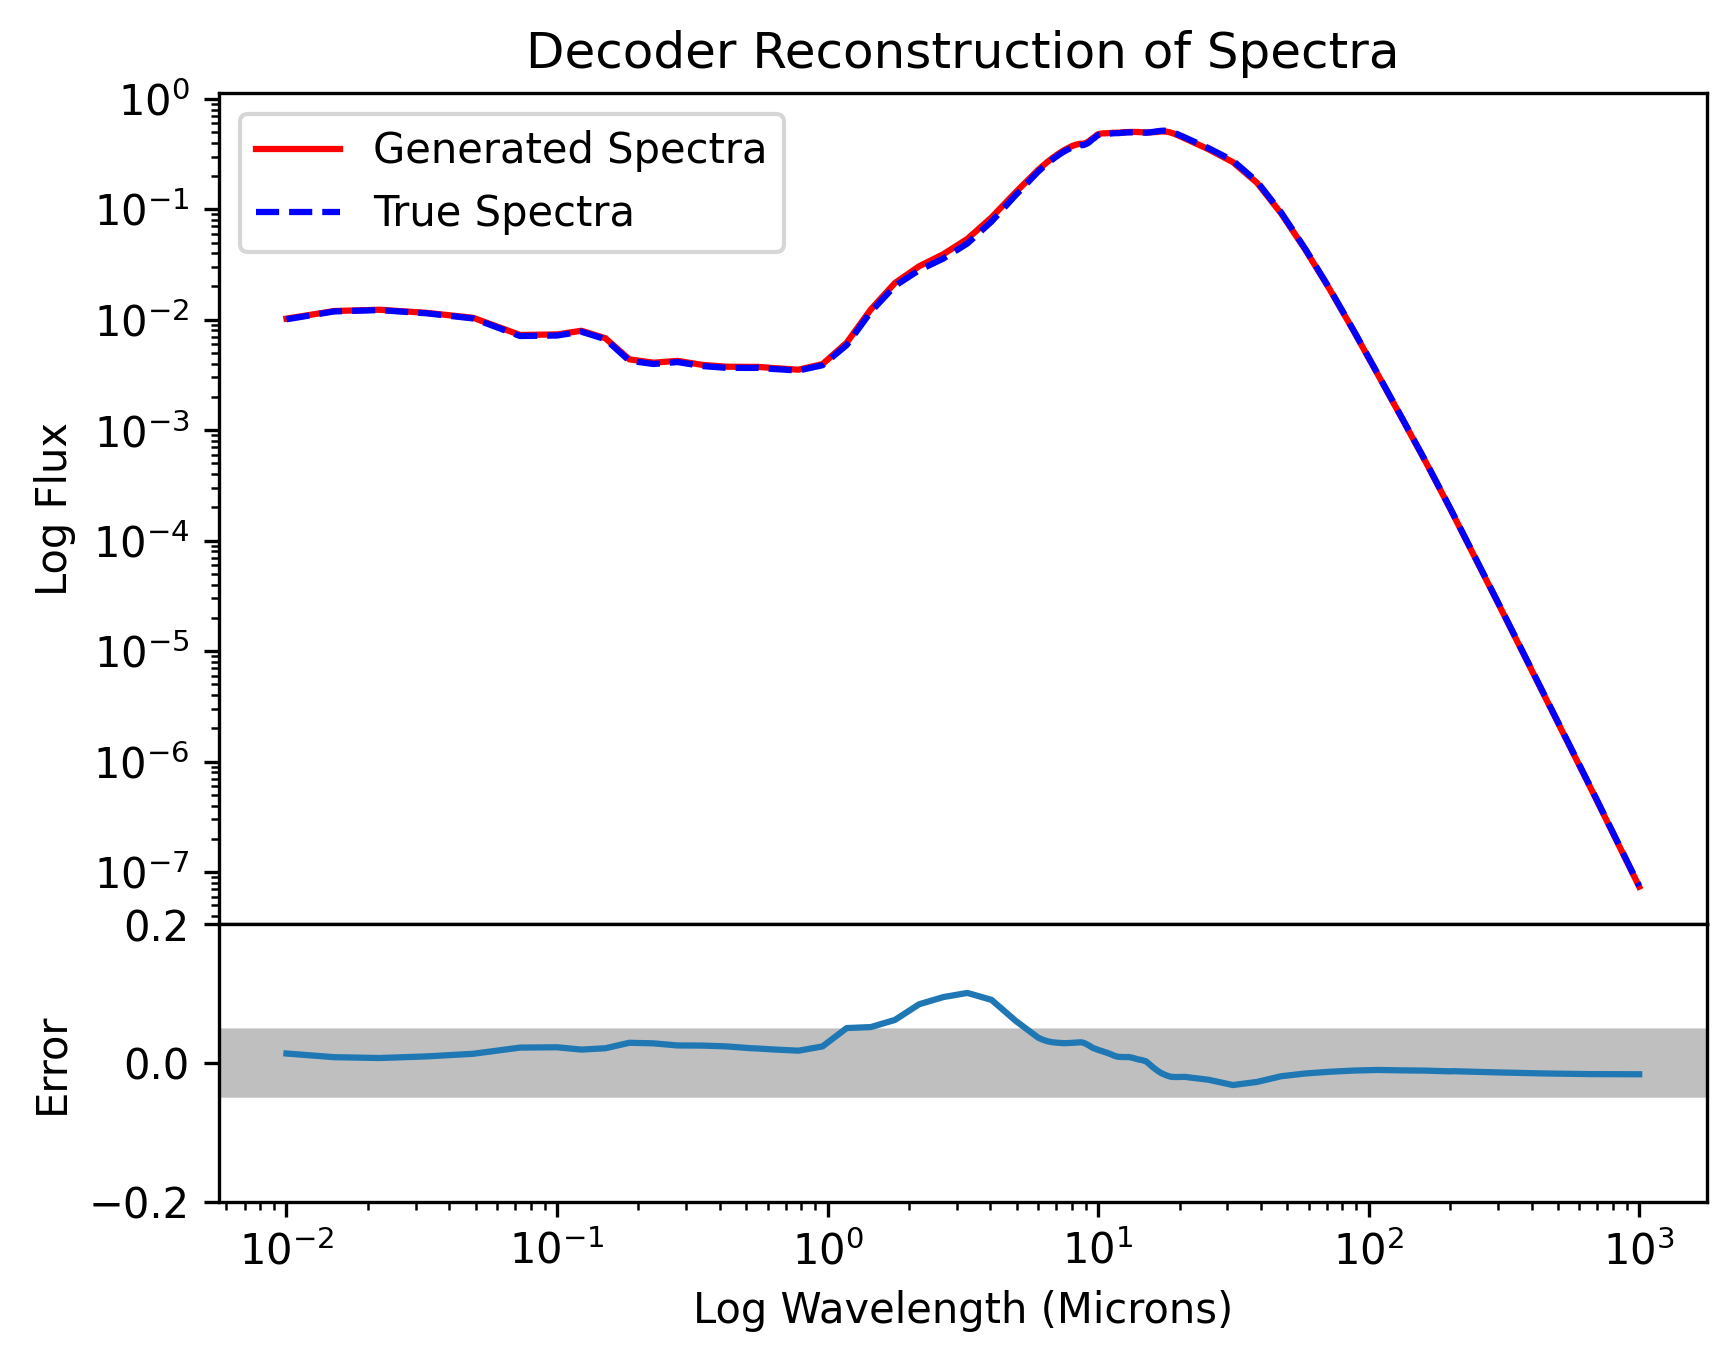 Decoder Reconstruction of Spectra
Generated Spectra
True Spectra
Log Flux
10⁰
10⁻¹
10⁻²
10⁻³
10⁻⁴
10⁻⁵
10⁻⁶
10⁻⁷
Error
0.2
0.0
−0.2
10⁻² 10⁻¹ 10⁰ 10¹ 10² 10³
Log Wavelength (Microns)